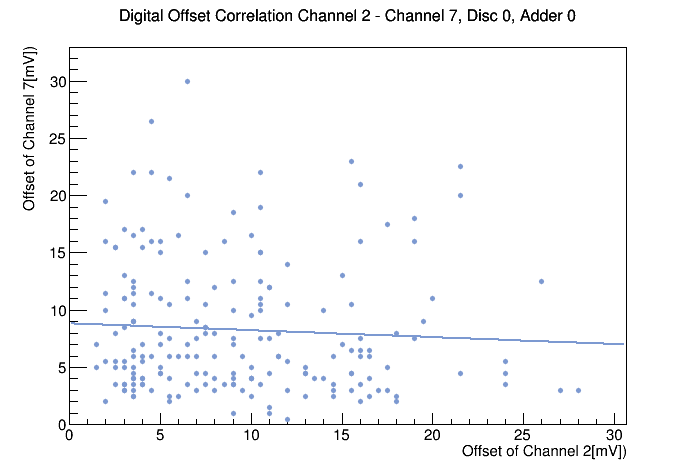 Digital Offset Correlation Channel 2 - Channel 7, Disc 0, Adder 0
Offset of Channel 7[mV])
30
25
20
15
10
5
0
0 5 10 15 20 25 30
Offset of Channel 2[mV])